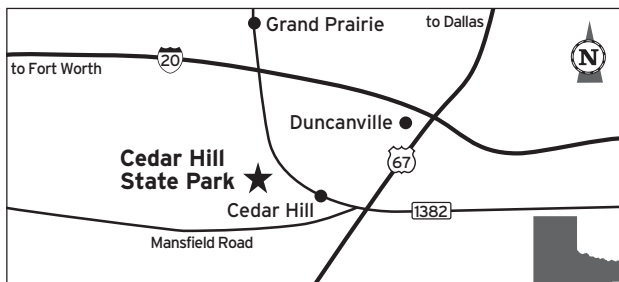 Grand Prairie
to Dallas
N
20
to Fort Worth
Duncanville
67
Cedar Hill
State Park
Cedar Hill
1382
Mansfield Road